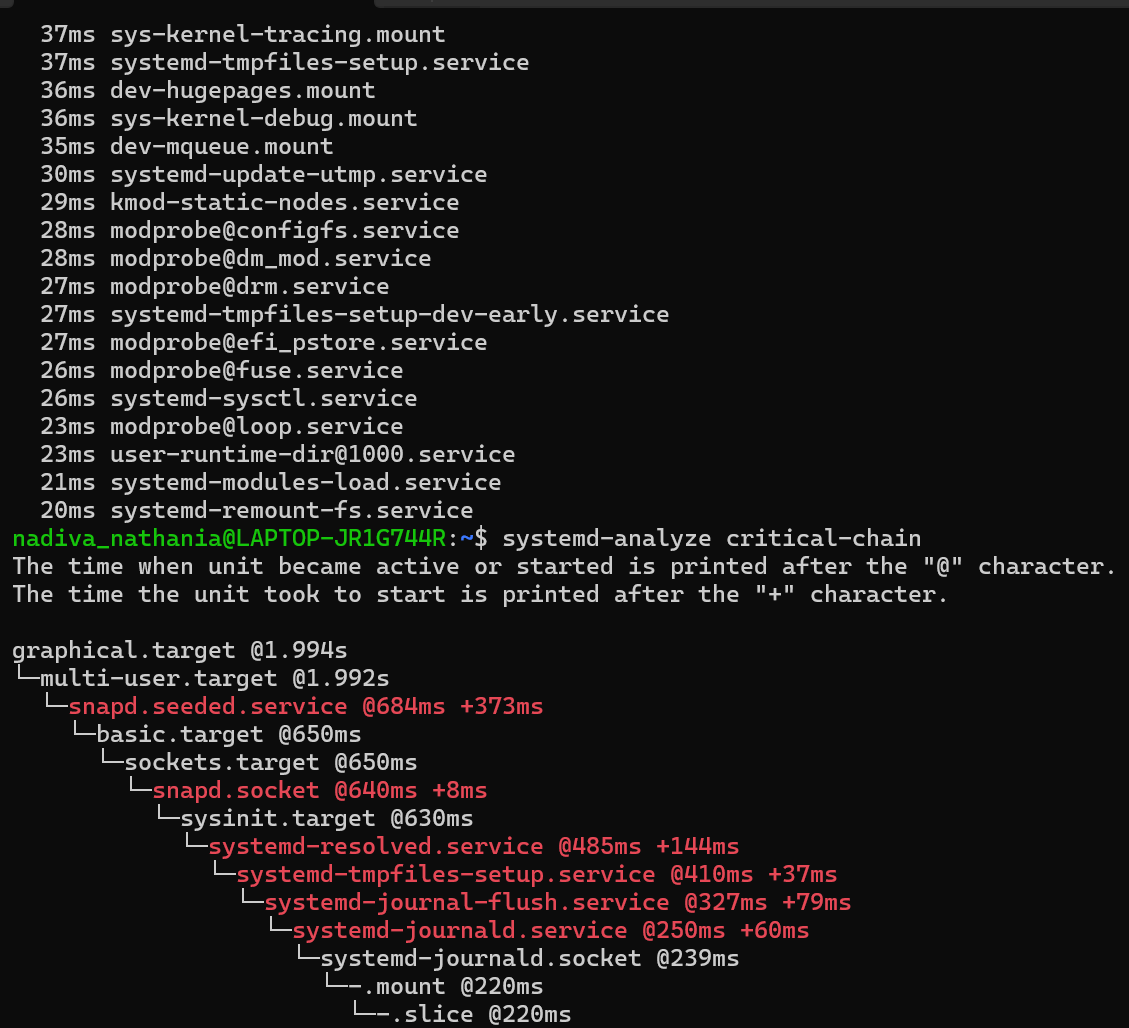 37ms sys-kernel-tracing.mount
37ms systemd-tmpfiles-setup.service
36ms dev-hugepages.mount
36ms sys-kernel-debug.mount
35ms dev-mqueue.mount
30ms systemd-update-utmp.service
29ms kmod-static-nodes.service
28ms modprobe@configfs.service
28ms modprobe@dm_mod.service
27ms modprobe@drm.service
27ms systemd-tmpfiles-setup-dev-early.service
27ms modprobe@efi_pstore.service
26ms modprobe@fuse.service
26ms systemd-sysctl.service
23ms modprobe@loop.service
23ms user-runtime-dir@1000.service
21ms systemd-modules-load.service
20ms systemd-remount-fs.service
nadiva_nathania@LAPTOP-JR1G744R:~$ systemd-analyze critical-chain
The time when unit became active or started is printed after the "@" character.
The time the unit took to start is printed after the "+" character.

graphical.target @1.994s
└─multi-user.target @1.992s
  └─snapd.seeded.service @684ms +373ms
    └─basic.target @650ms
      └─sockets.target @650ms
        └─snapd.socket @640ms +8ms
          └─sysinit.target @630ms
            └─systemd-resolved.service @485ms +144ms
              └─systemd-tmpfiles-setup.service @410ms +37ms
                └─systemd-journal-flush.service @327ms +79ms
                  └─systemd-journald.service @250ms +60ms
                    └─systemd-journald.socket @239ms
                      └─-.mount @220ms
                        └─-.slice @220ms